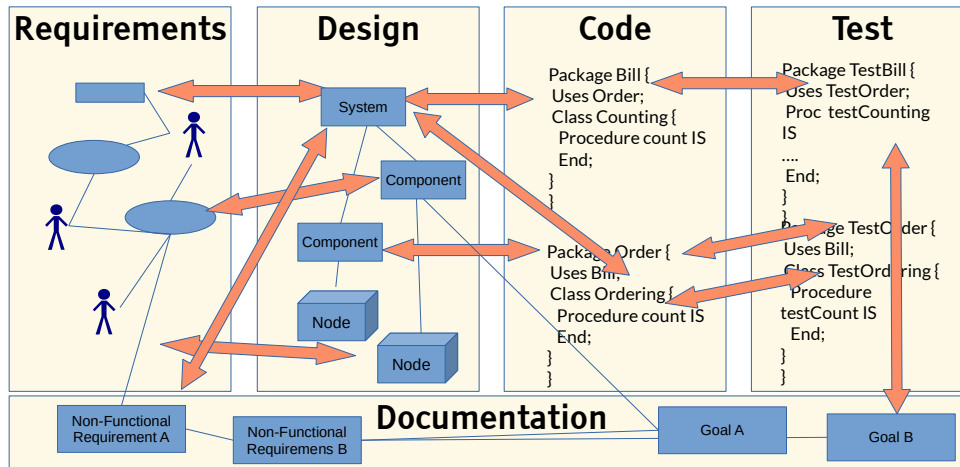 Requirements
Design
Code
Test
System
Component
Component
Node
Node
Package Bill {
Uses Order;
Class Counting {
Procedure count IS
End;
}
}
Package Order {
Uses Bill;
Class Ordering {
Procedure count IS
End;
}
}
Package TestBill {
Uses TestOrder;
Proc testCounting
IS
....
End;
}
}
Package TestOrder {
Uses Bill;
Class TestOrdering {
Procedure
testCount IS
End;
}
}
Documentation
Non-Functional
Requirement A
Non-Functional
Requiremens B
Goal A
Goal B